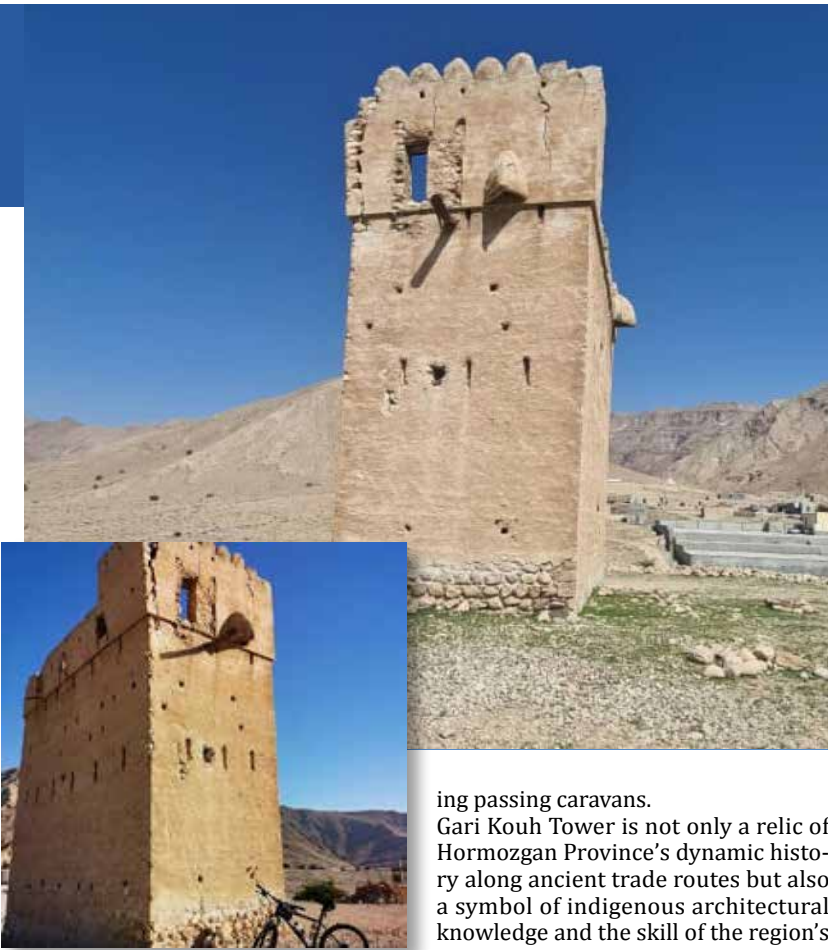 ing passing caravans.
Gari Kouh Tower is not only a relic of
Hormozgan Province's dynamic histo-
ry along ancient trade routes but also
a symbol of indigenous architectural
knowledge and the skill of the region's